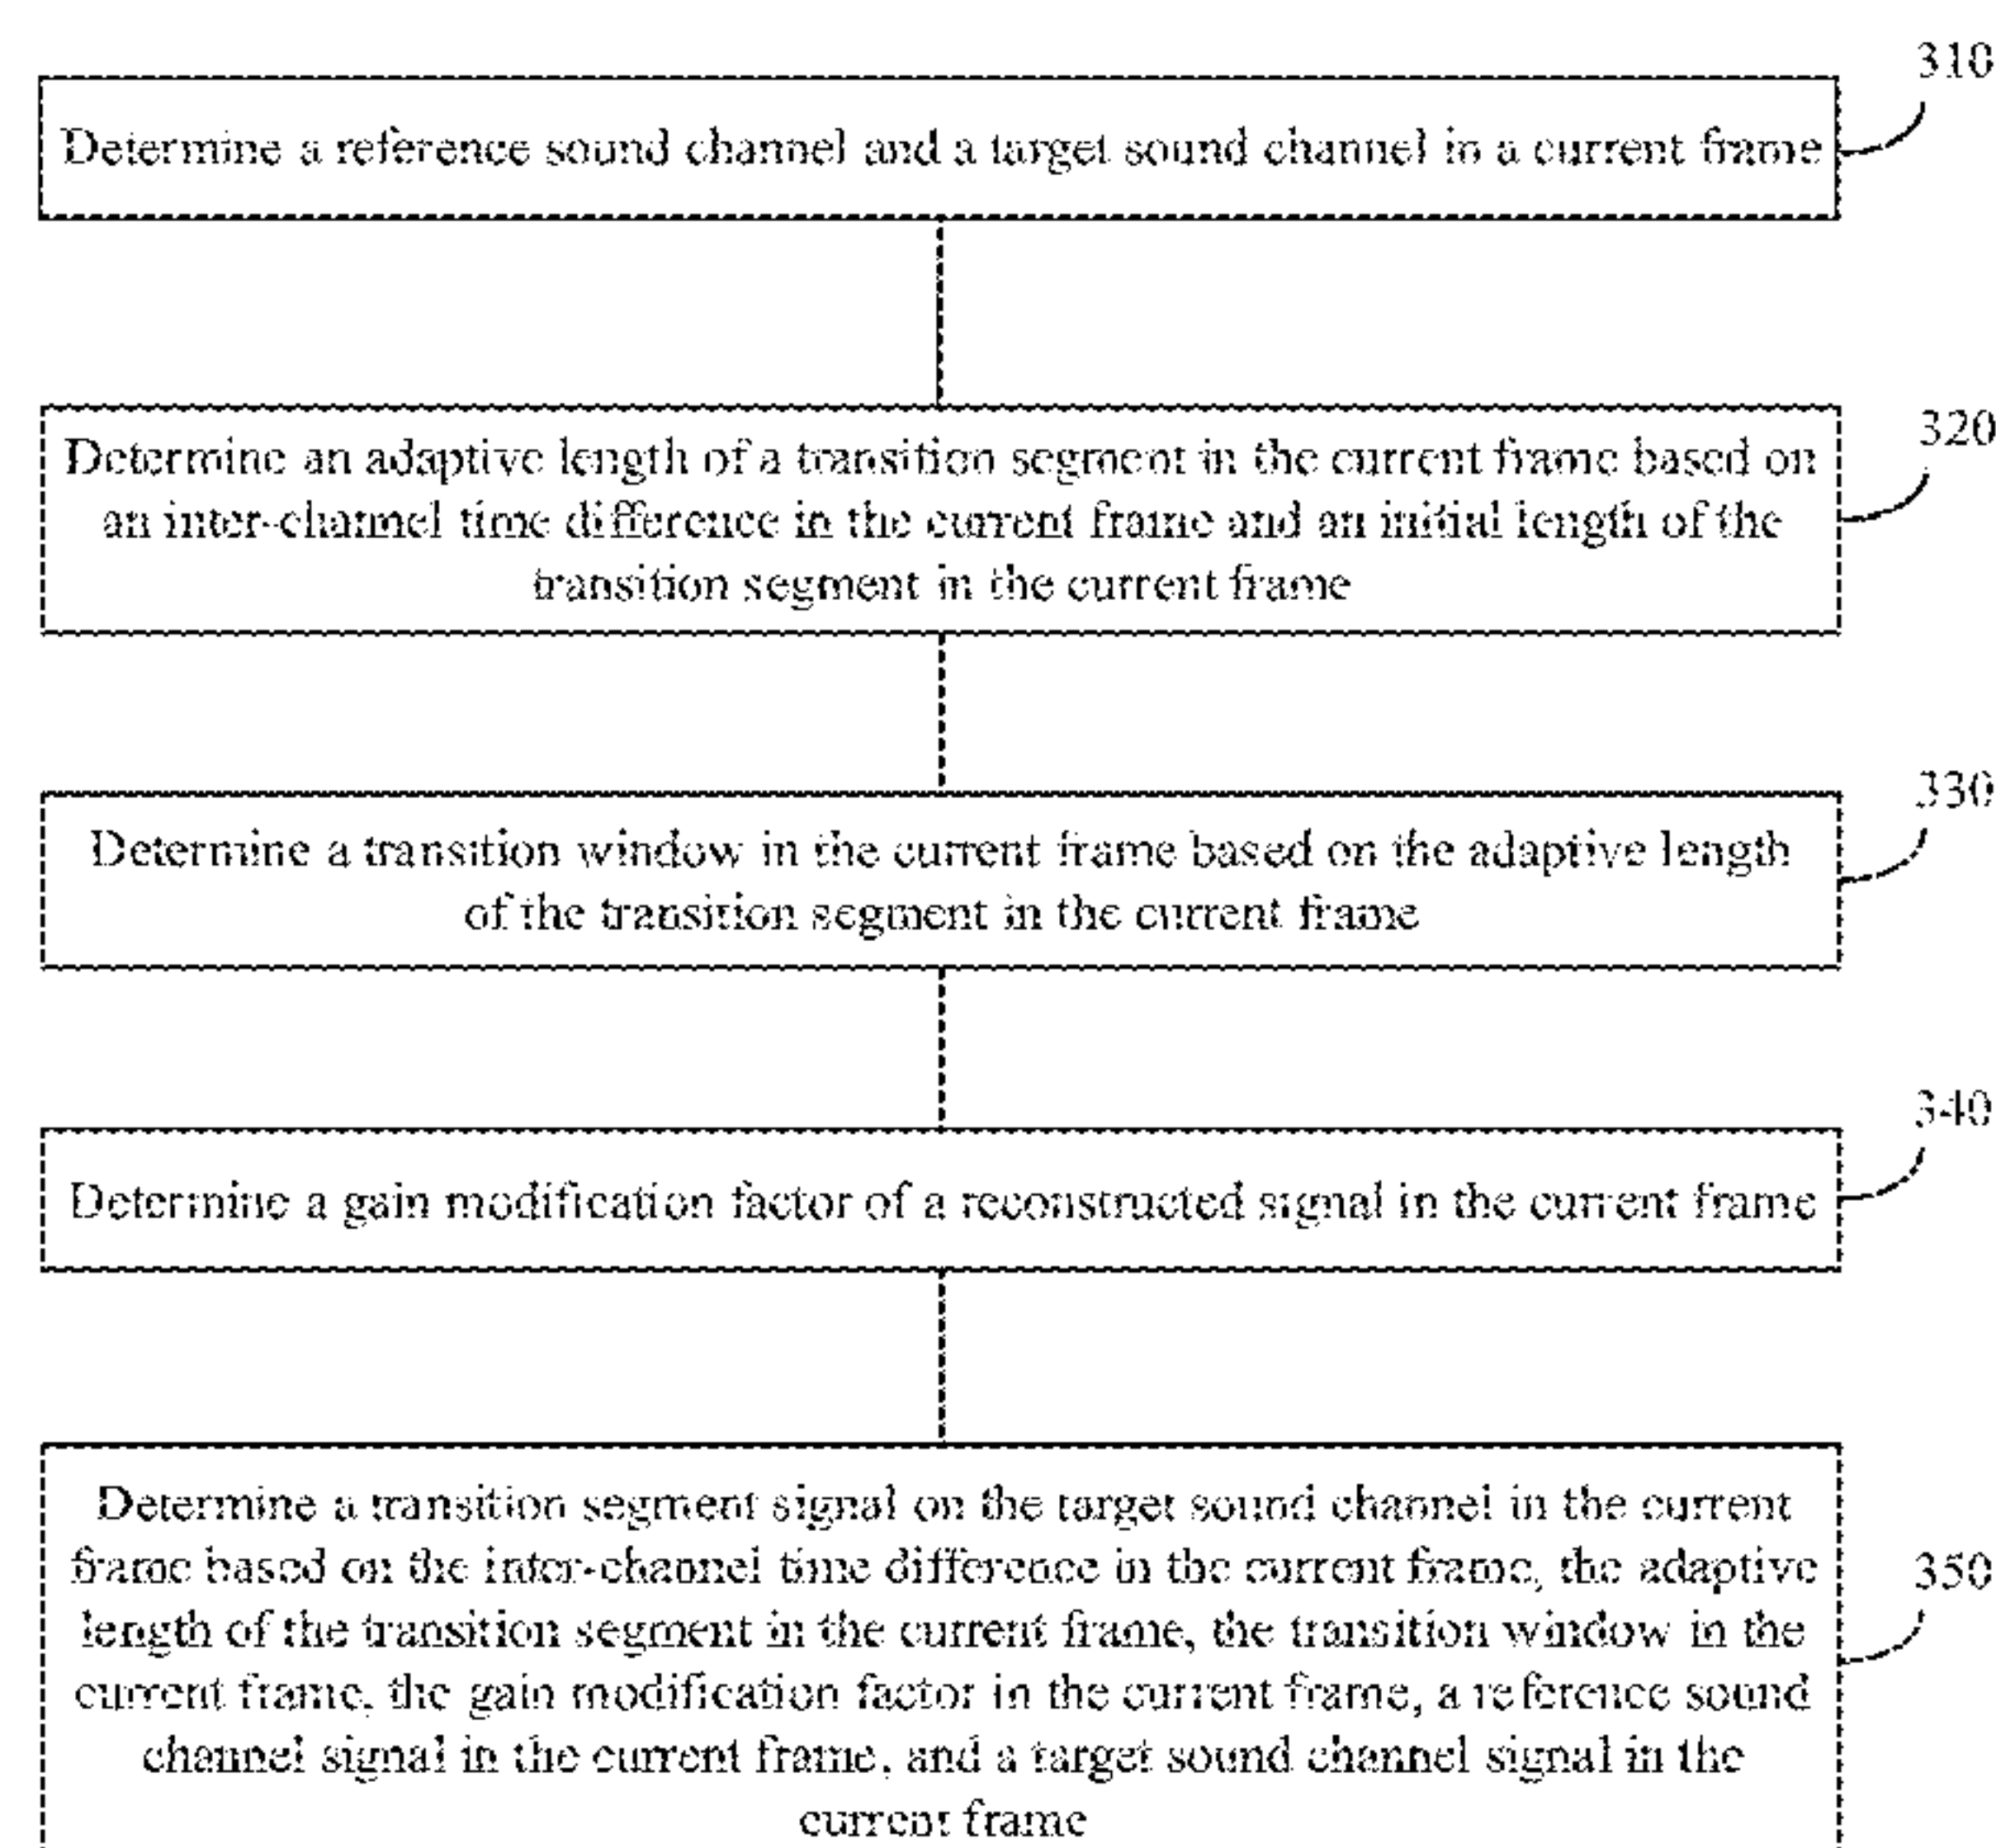 310
Determine a reference sound channel and a target sound channel in a current frame
320
Determine an adaptive length of a transition segment in the current frame based on
an inter-channel time difference in the current frame and an initial length of the
transition segment in the current frame
330
Determine a transition window in the current frame based on the adaptive length
of the transition segment in the current frame
340
Determine a gain modification factor of a reconstructed signal in the current frame
Determine a transition segment signal on the target sound channel in the current
frame based on the inter-channel time difference in the current frame, the adaptive
350
length of the transition segment in the current frame, the transition window in the
current frame, the gain modification factor in the current frame, a reference sound
channel signal in the current frame, and a target sound channel signal in the
current frame